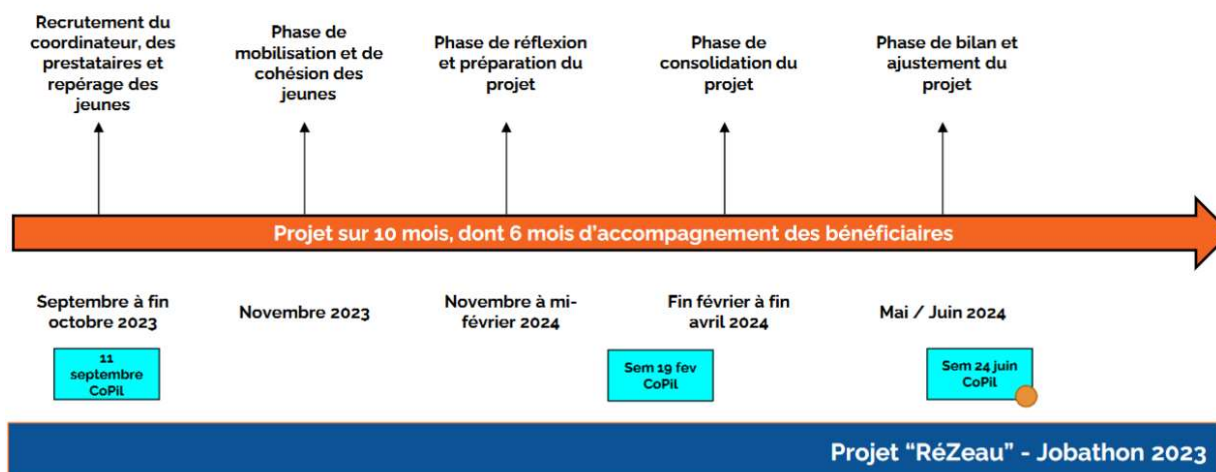 Recrutement du
coordinateur, des
prestataires et
repérage des
jeunes
Phase de
mobilisation et de
cohésion des
jeunes
Phase de réflexion
et préparation du
projet
Phase de
consolidation du
projet
Phase de bilan et
ajustement du
projet
Projet sur 10 mois, dont 6 mois d'accompagnement des bénéficiaires
Septembre à fin
octobre 2023
Novembre 2023
Novembre à mi-
février 2024
Fin février à fin
avril 2024
Mai / Juin 2024
11
septembre
CoPil
Sem 19 fev
CoPil
Sem 24 juin
CoPil
Projet "RéZeau" - Jobathon 2023